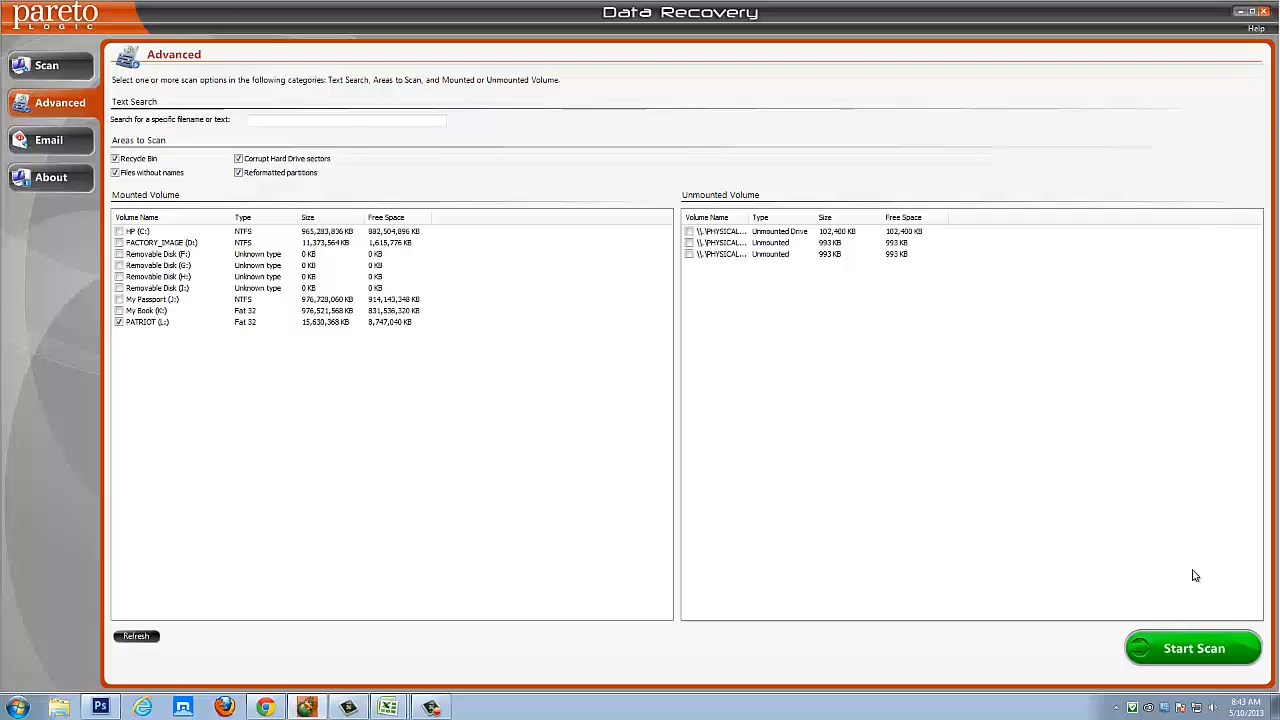 pareto
LOGIC
Data Recovery
Help
Scan
Advanced
Email
About
Advanced
Select one or more scan options in the following categories: Text Search, Areas to Scan, and Mounted or Unmounted Volume.
Text Search
Search for a specific filename or text:
Areas to Scan
Recycle Bin
Corrupt Hard Drive sectors
Files without names
Reformatted partitions
Mounted Volume
Volume Name Type Size Free Space
HP (C:) NTFS 965,283,836 KB 882,504,896 KB
FACTORY_IMAGE (D:) NTFS 11,373,564 KB 1,615,776 KB
Removable Disk (F:) Unknown type 0 KB 0 KB
Removable Disk (G:) Unknown type 0 KB 0 KB
Removable Disk (H:) Unknown type 0 KB 0 KB
Removable Disk (I:) Unknown type 0 KB 0 KB
My Passport (J:) NTFS 976,728,060 KB 914,143,348 KB
My Book (K:) Fat 32 976,521,568 KB 831,536,320 KB
PATRIOT (L:) Fat 32 15,630,368 KB 8,747,040 KB
Unmounted Volume
Volume Name Type Size Free Space
\\.\PHYSICAL... Unmounted Drive 102,400 KB 102,400 KB
\\.\PHYSICAL... Unmounted 993 KB 993 KB
\\.\PHYSICAL... Unmounted 993 KB 993 KB
Refresh
Start Scan
Ps
8:43 AM
5/10/2013